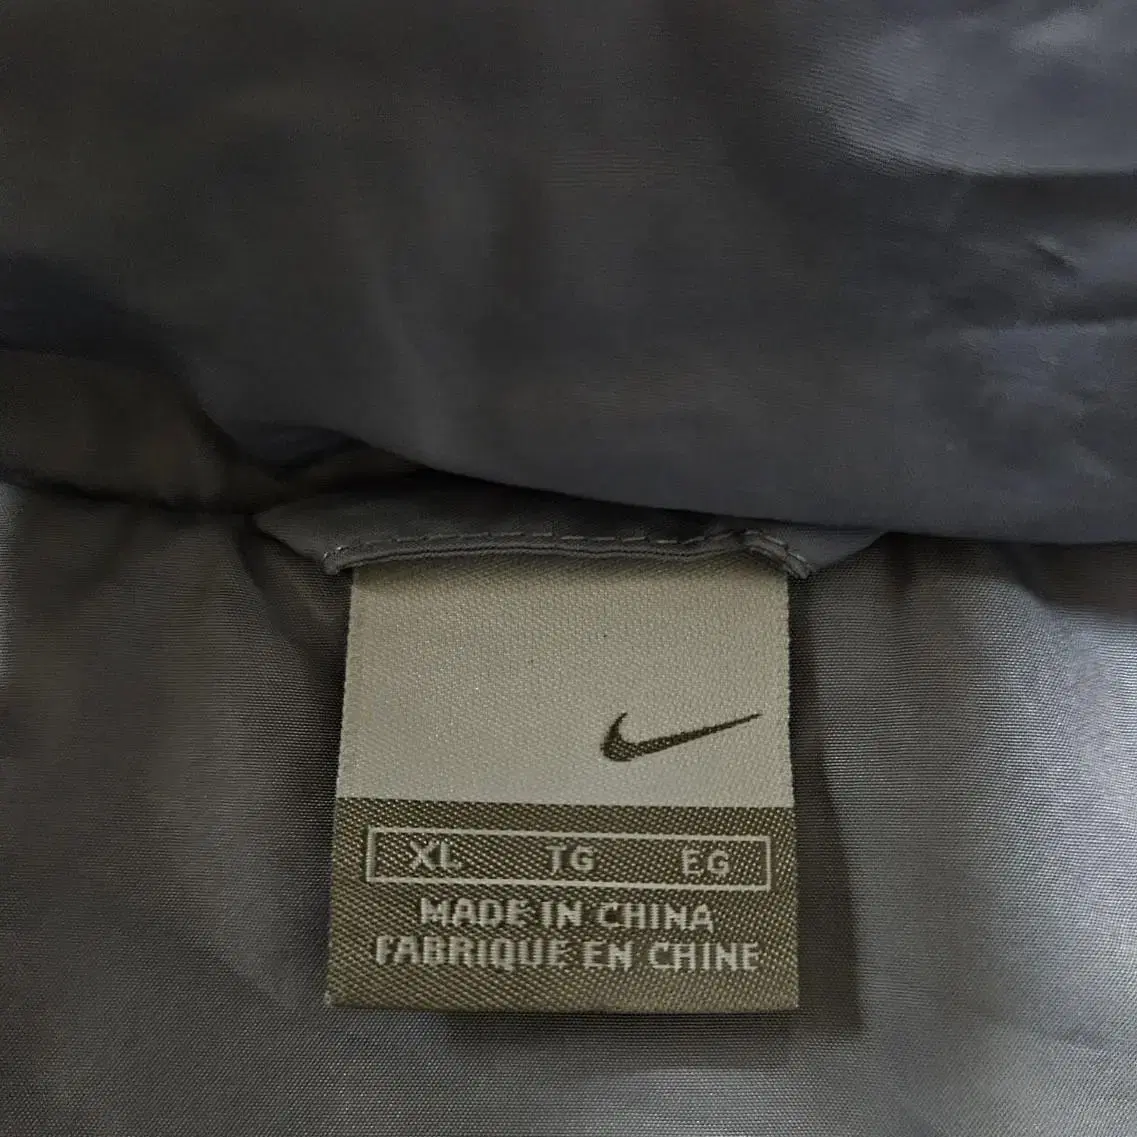 XL TG EG
MADE IN CHINA
FABRIQUE EN CHINE